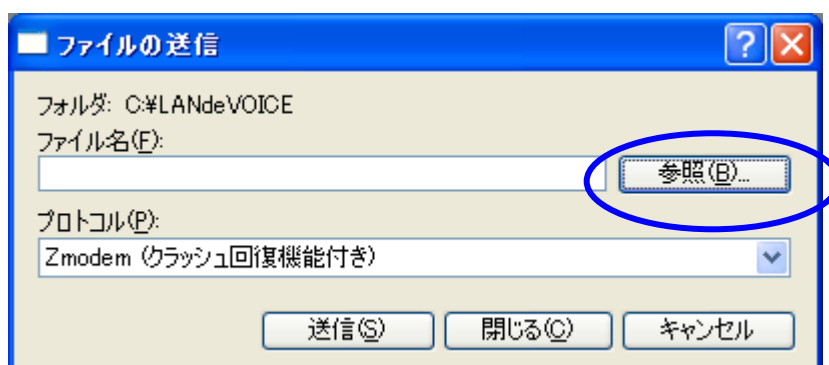 ファイルの送信
フォルダ: C:¥LANdeVOICE
ファイル名(F):
参照(B)...
プロトコル(P):
Zmodem (クラッシュ回復機能付き)
送信(S) 閉じる(C) キャンセル